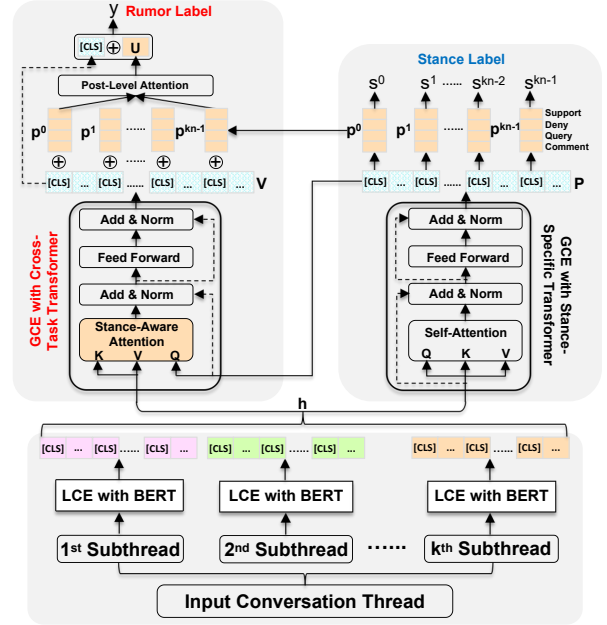 y
Rumor Label
[CLS] ⊕ U
Post-Level Attention
p⁰ p¹ ...... pᵏⁿ⁻¹
⊕ ⊕ ...... ⊕ ⊕
[CLS] ... [CLS] ...... [CLS] ... [CLS] ... V
Add & Norm
Feed Forward
Add & Norm
Stance-Aware
Attention
K V Q
GCE with Cross-
Task Transformer
Stance Label
S⁰ S¹ ...... Sᵏⁿ⁻² Sᵏⁿ⁻¹
p⁰ p¹ ...... pᵏⁿ⁻¹
Support
Deny
Query
Comment
[CLS] ... [CLS] ...... [CLS] ... [CLS] ... P
Add & Norm
Feed Forward
Add & Norm
Self-Attention
Q K V
GCE with Stance-
Specific Transformer
h
[CLS] ... [CLS] ...... [CLS] ... [CLS] ... [CLS] ...... [CLS] ... [CLS] ... [CLS] ...... [CLS] ...
LCE with BERT LCE with BERT LCE with BERT
1ˢᵗ Subthread 2ⁿᵈ Subthread ...... kᵗʰ Subthread
Input Conversation Thread